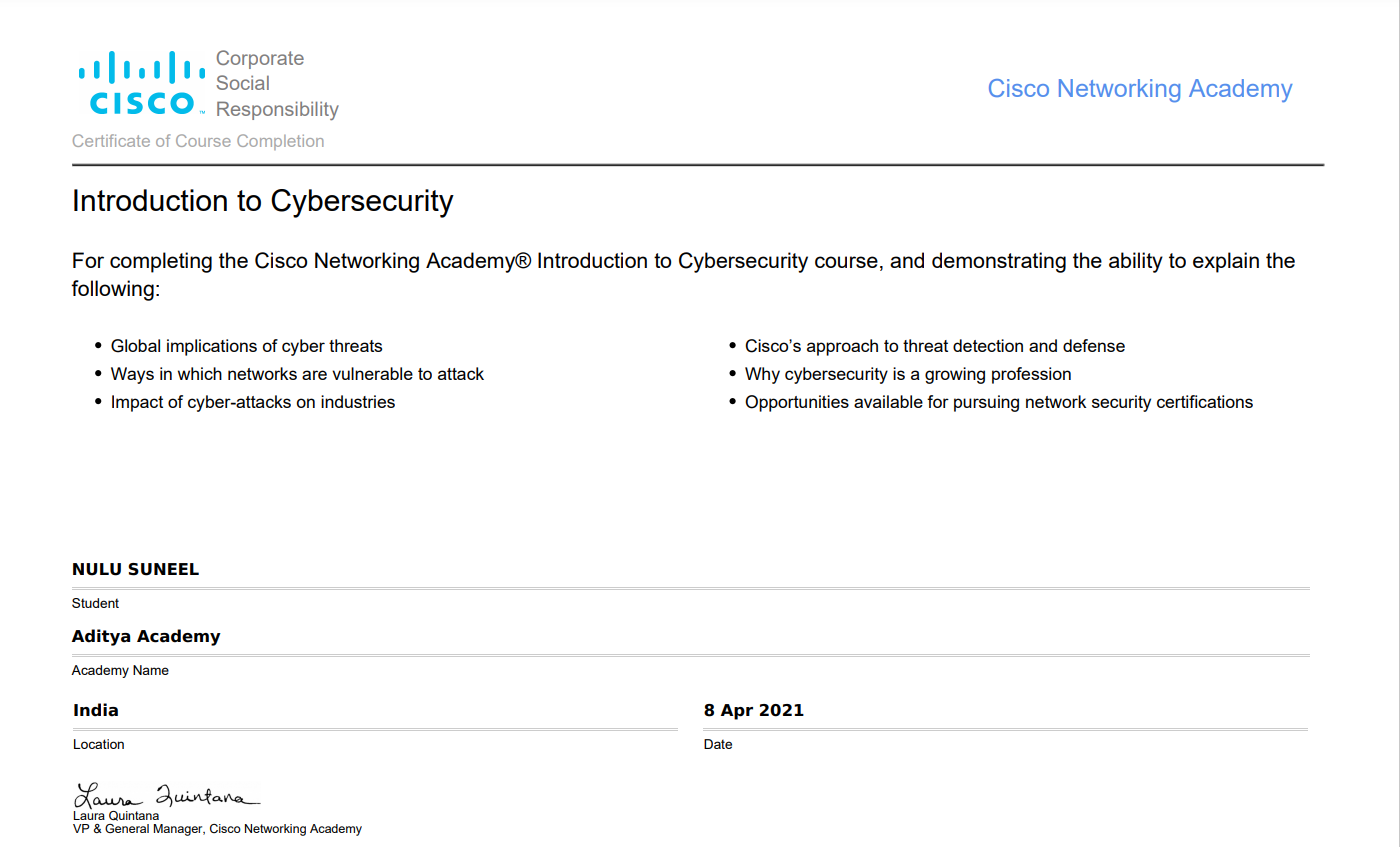 Corporate
Social
Responsibility
CISCO™
Cisco Networking Academy
Certificate of Course Completion
Introduction to Cybersecurity
For completing the Cisco Networking Academy® Introduction to Cybersecurity course, and demonstrating the ability to explain the
following:
• Global implications of cyber threats
• Ways in which networks are vulnerable to attack
• Impact of cyber-attacks on industries
• Cisco’s approach to threat detection and defense
• Why cybersecurity is a growing profession
• Opportunities available for pursuing network security certifications
NULU SUNEEL
Student
Aditya Academy
Academy Name
India
Location
8 Apr 2021
Date
Laura Quintana
Laura Quintana
VP & General Manager, Cisco Networking Academy